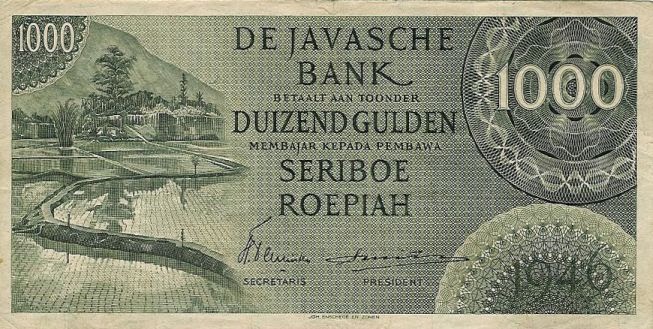 1000
DE JAVASCHE
BANK
BETAALT AAN TOONDER
DUIZEND GULDEN
MEMBAJAR KEPADA PEMBAWA
SERIBOE
ROEPIAH
1000
SECRETARIS PRESIDENT
1946
JOH. ENSCHEDÉ EN ZONEN